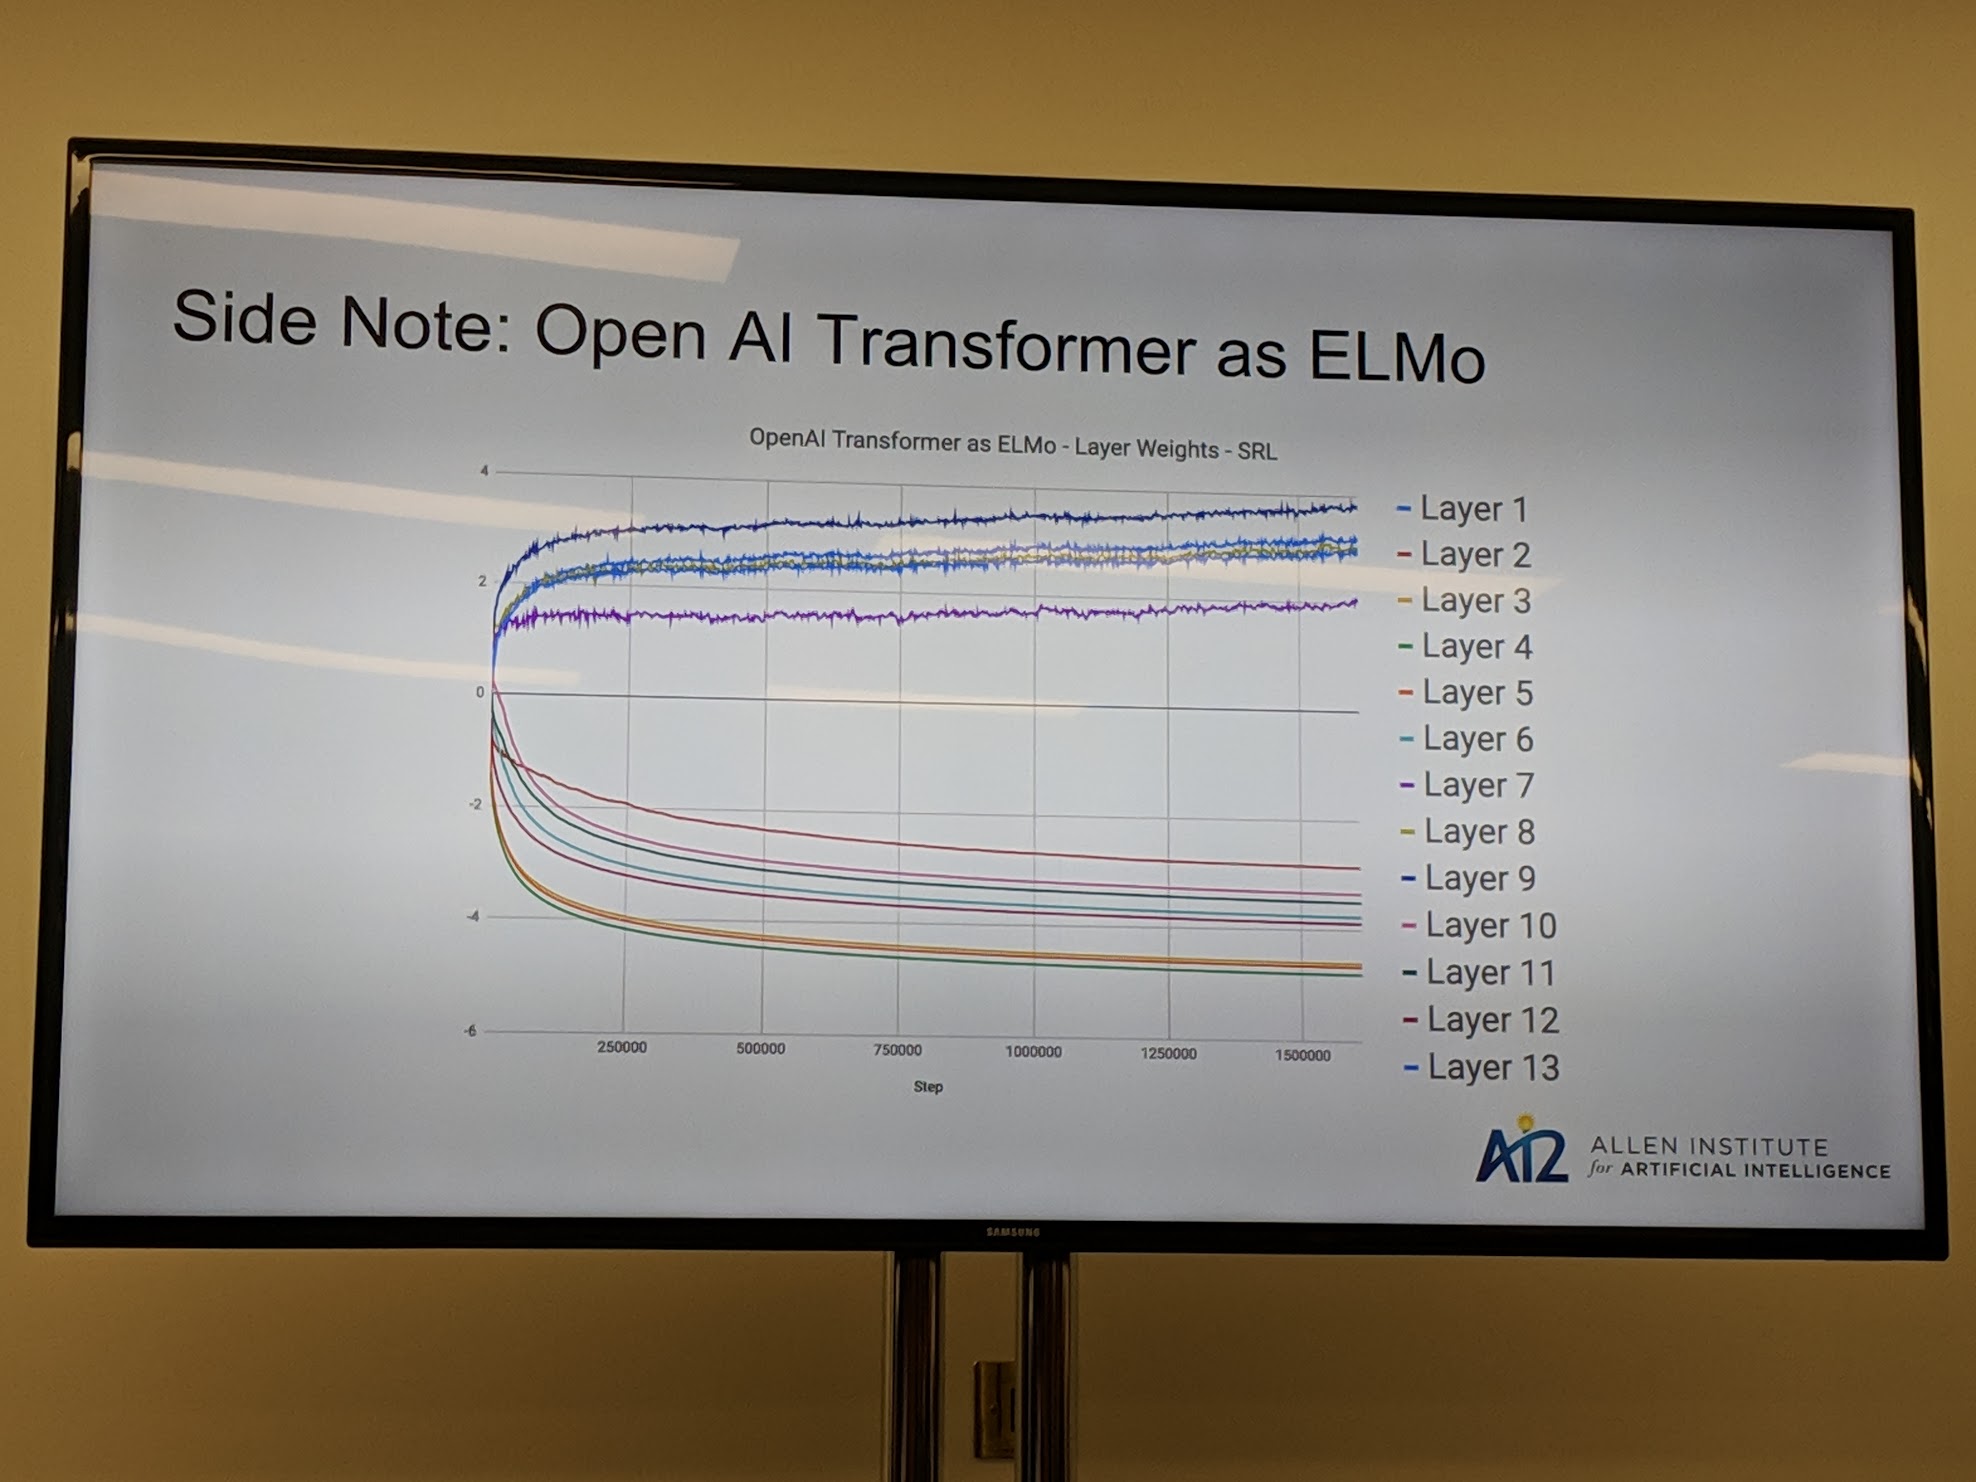 Side Note: Open AI Transformer as ELMo
OpenAI Transformer as ELMo - Layer Weights - SRL
4
2
0
-2
-4
-6
250000
500000
750000
1000000
1250000
1500000
Step
Layer 1
Layer 2
Layer 3
Layer 4
Layer 5
Layer 6
Layer 7
Layer 8
Layer 9
Layer 10
Layer 11
Layer 12
Layer 13
AI2
ALLEN INSTITUTE
for ARTIFICIAL INTELLIGENCE
SAMSUNG